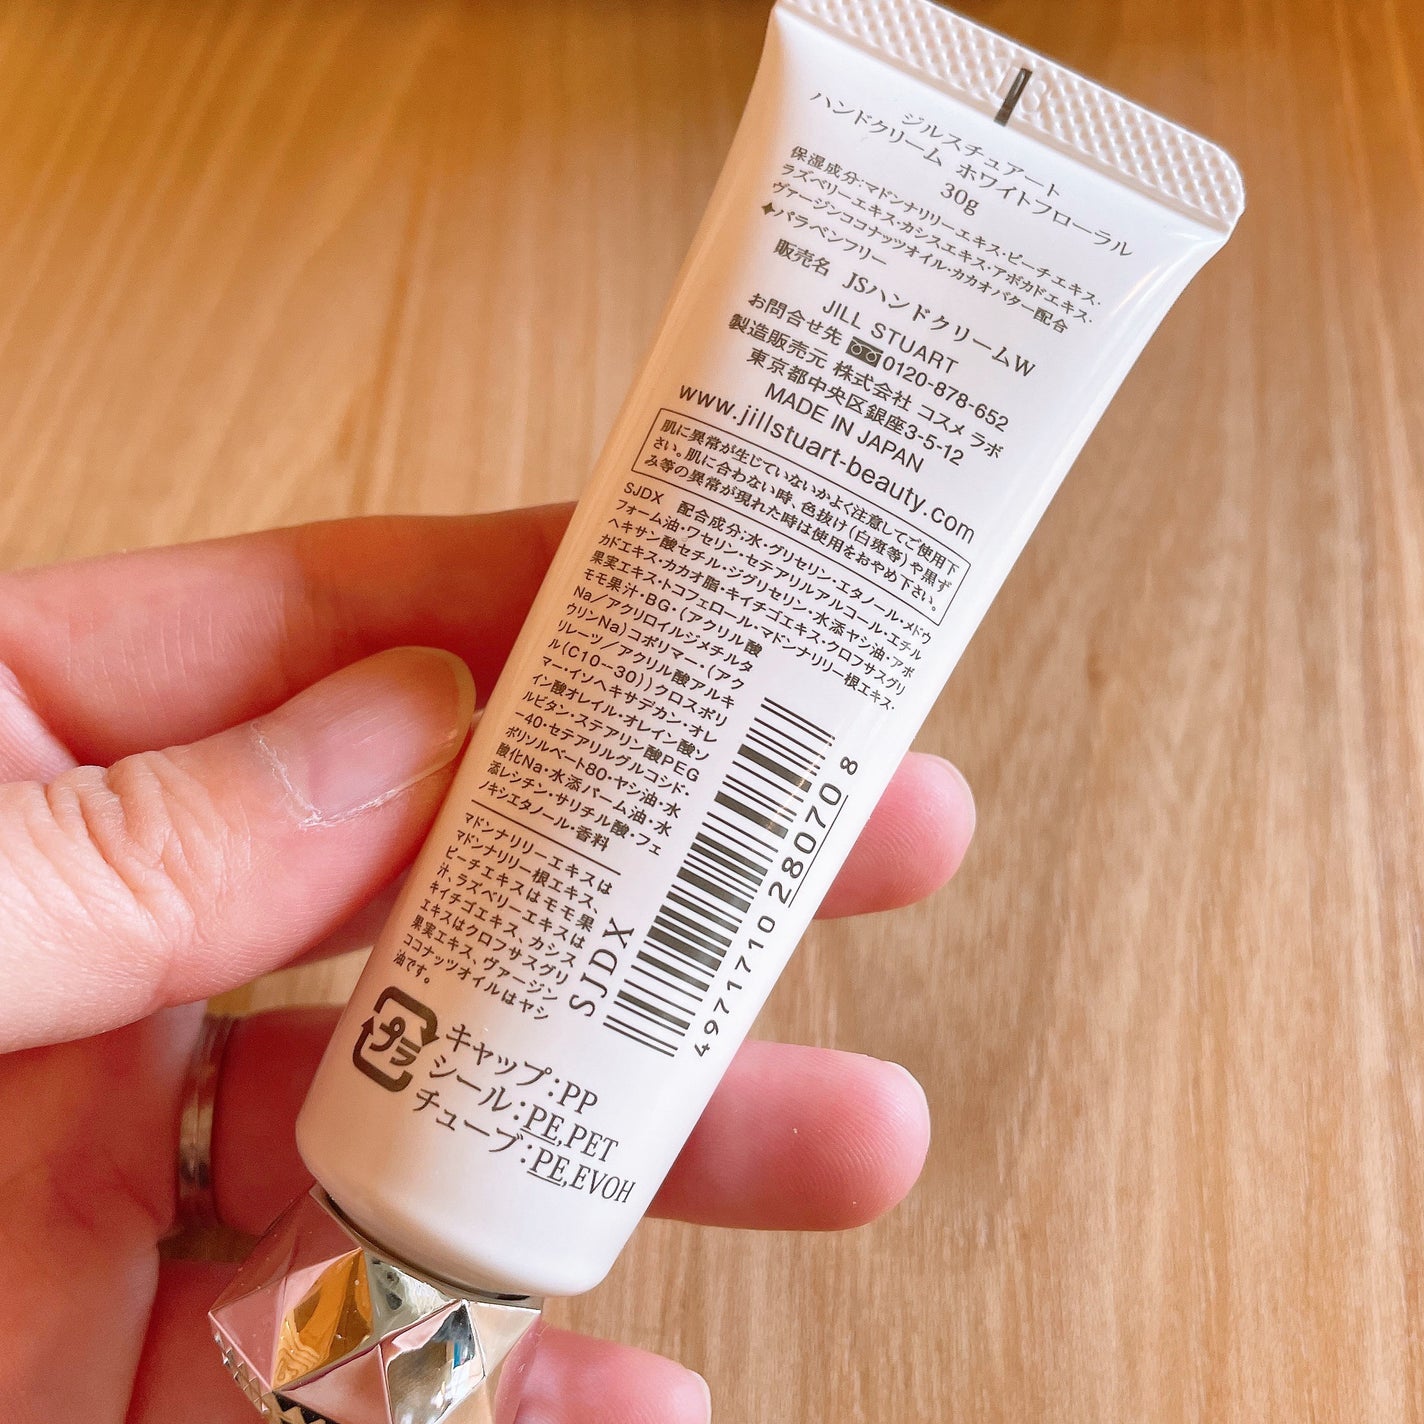 ジルスチュアート
ハンドクリーム ホワイトフローラル
30g
保湿成分:マドンナリリーエキス・ピーチエキス・
ラズベリーエキス・カシスエキス・アボカドエキス・
ヴァージンココナッツオイル・カカオバター配合
◆パラベンフリー
販売名 JSハンドクリームW
JILL STUART
お問合せ先 0120-878-652
製造販売元 株式会社 コスメ ラボ
東京都中央区銀座3-5-12
MADE IN JAPAN
www.jillstuart-beauty.com
肌に異常が生じていないかよく注意してご使用下
さい。肌に合わない時、色抜け(白斑等)や黒ず
み等の異常が現れた時は使用をおやめ下さい。
SJDX 配合成分:水・グリセリン・エタノール・メドウ
フォーム油・ワセリン・セテアリルアルコール・エチル
ヘキサン酸セチル・ジグリセリン・水添ヤシ油・アボ
カドエキス・カカオ脂・キイチゴエキス・クロフサスグリ
果実エキス・トコフェロール・マドンナリリー根エキス・
モモ果汁・BG・(アクリル酸
Na/アクリロイルジメチルタ
ウリンNa)コポリマー・(アク
リレーツ/アクリル酸アルキ
ル(C10-30))クロスポリ
マー・イソヘキサデカン・オレ
イン酸オレイル・オレイン酸ソ
ルビタン・ステアリン酸PEG
-40・セテアリルグルコシド・
ポリソルベート80・ヤシ油・水
酸化Na・水添パーム油・水
添レシチン・サリチル酸・フェ
ノキシエタノール・香料
マドンナリリーエキスは
マドンナリリー根エキス、
ピーチエキスはモモ果
汁、ラズベリーエキスは
キイチゴエキス、カシス
エキスはクロフサスグリ
果実エキス、ヴァージン
ココナッツオイルはヤシ
油です。
SJDX
4971710 280708
プラ
キャップ:PP
シール:PE,PET
チューブ:PE,EVOH